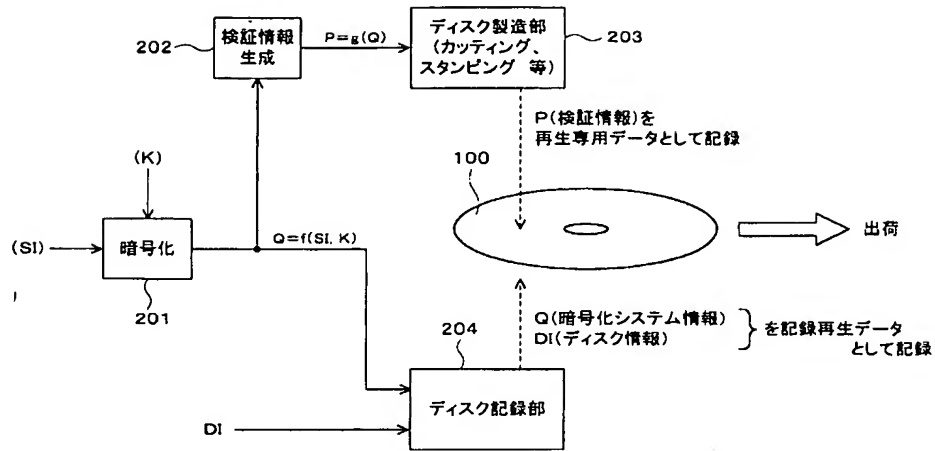 202
検証情報
生成
P=g(Q)
ディスク製造部
(カッティング、
スタンピング 等)
203
P(検証情報)を
再生専用データとして記録
(K)
100
(SI)
暗号化
Q=f(SI, K)
出荷
201
204
Q(暗号化システム情報)
DI(ディスク情報)
を記録再生データ
として記録
ディスク記録部
DI